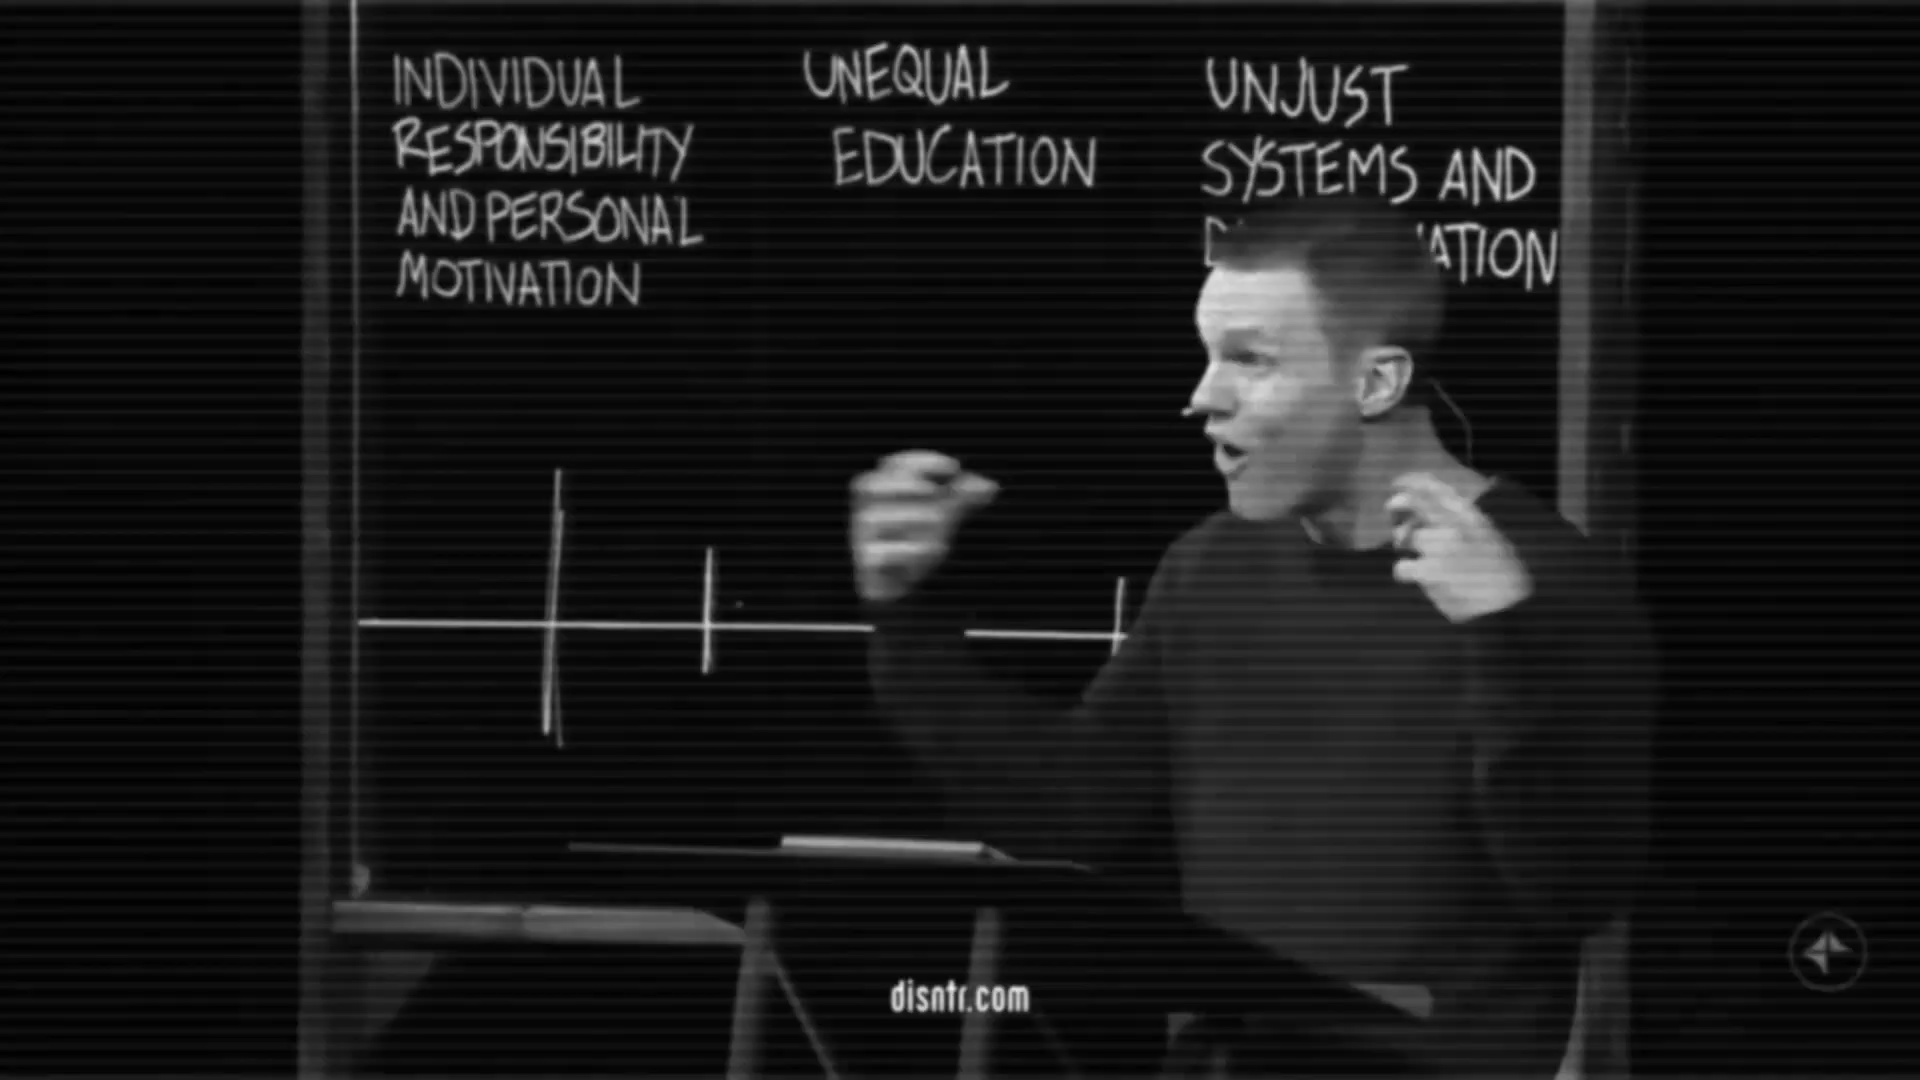 INDIVIDUAL
RESPONSIBILITY
AND PERSONAL
MOTIVATION
UNEQUAL
EDUCATION
UNJUST
SYSTEMS AND
disntr.com